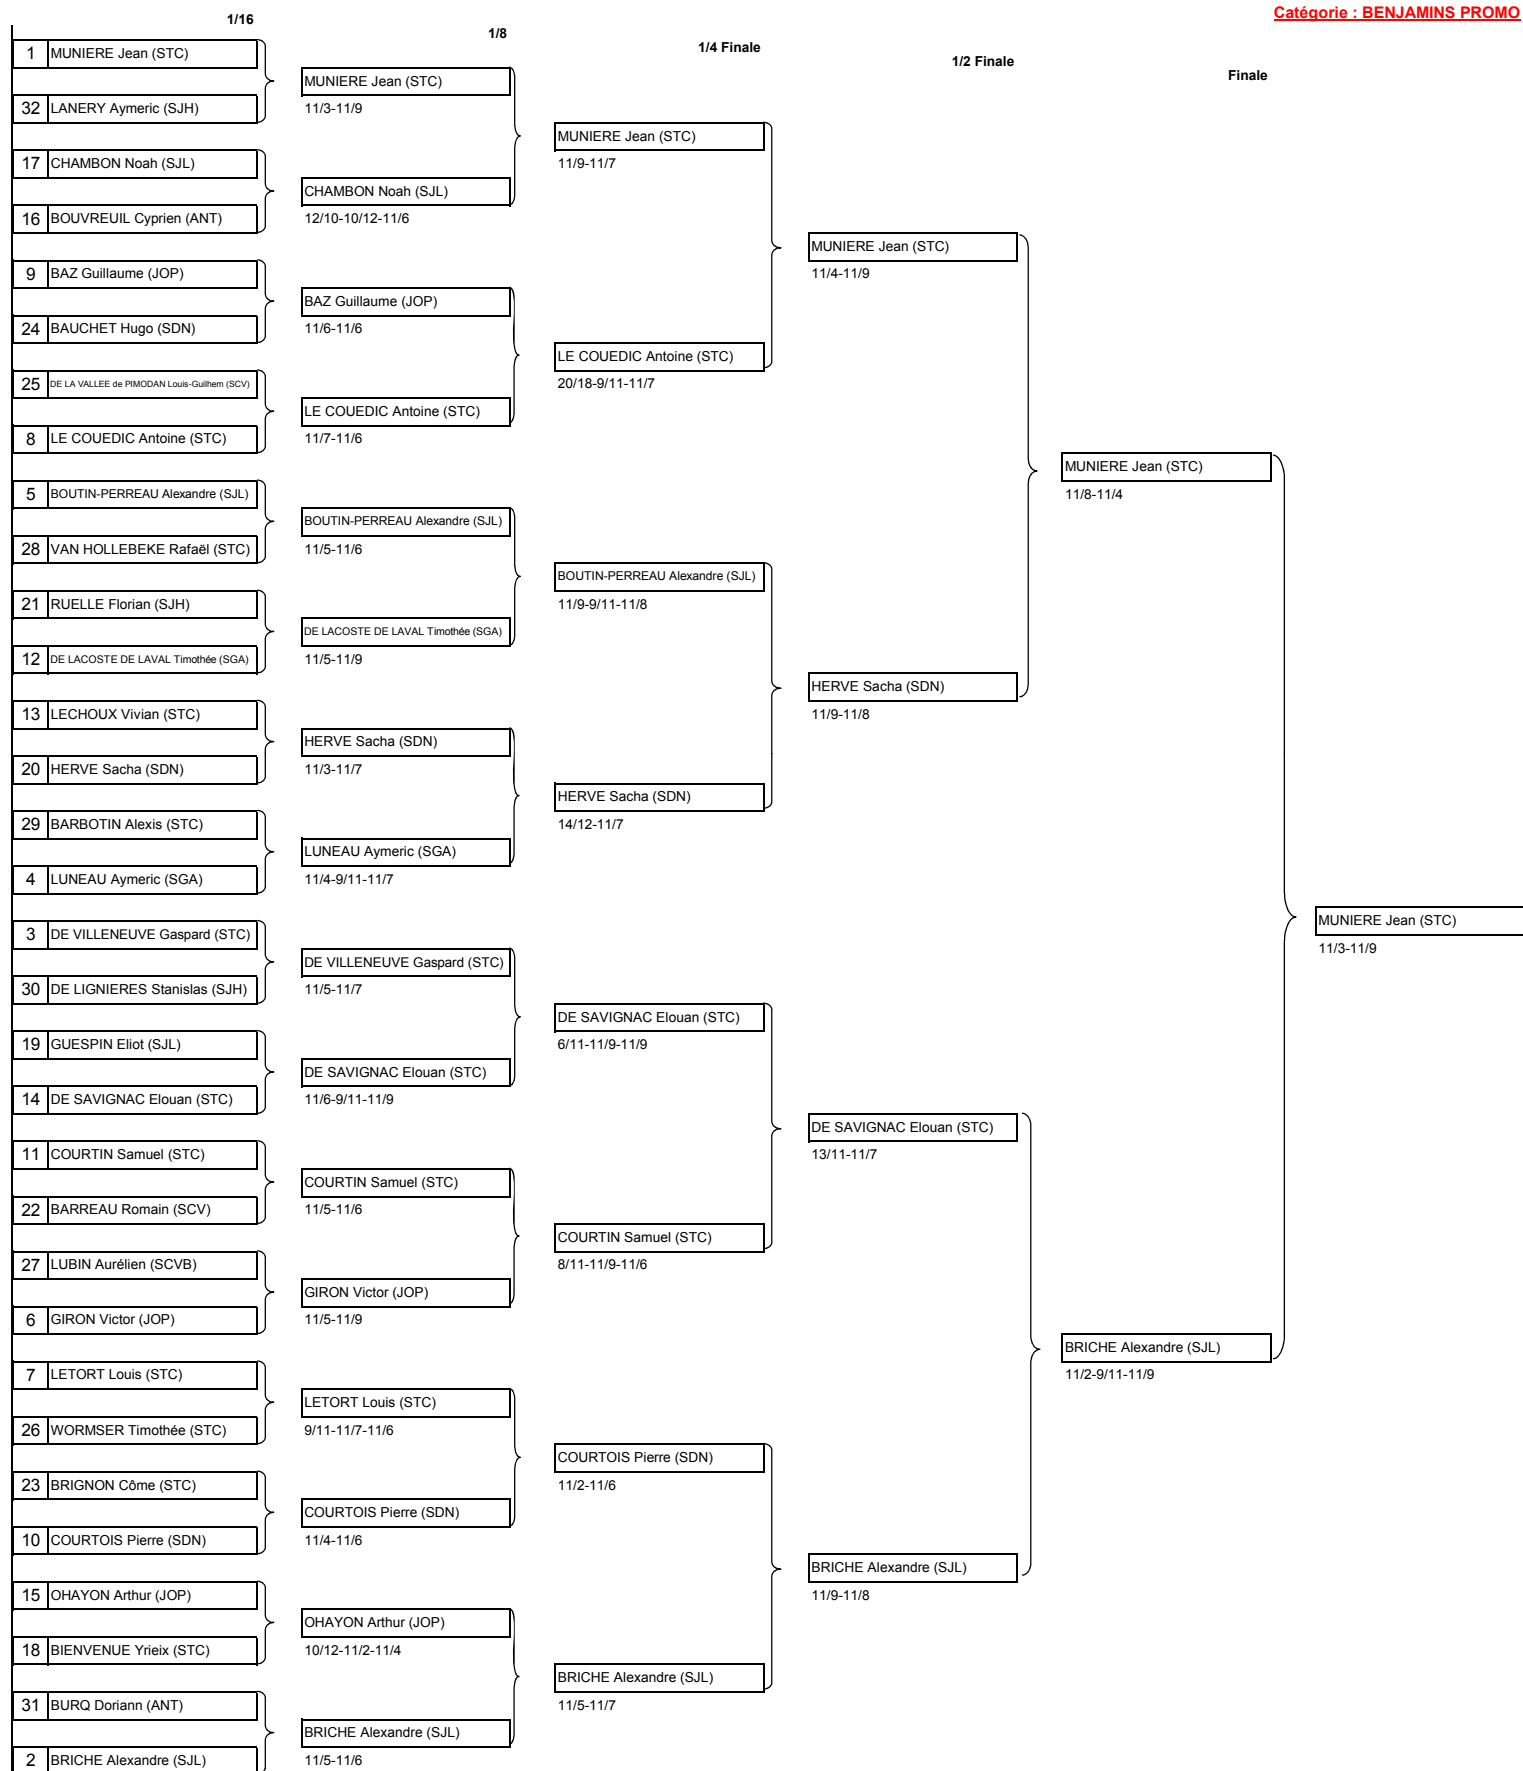 Catégorie : BENJAMINS PROMO
1/16
1/8
1/4 Finale
1/2 Finale
Finale
1 MUNIERE Jean (STC)
MUNIERE Jean (STC)
32 LANERY Aymeric (SJH)
11/3-11/9
MUNIERE Jean (STC)
17 CHAMBON Noah (SJL)
11/9-11/7
CHAMBON Noah (SJL)
16 BOUVREUIL Cyprien (ANT)
12/10-10/12-11/6
MUNIERE Jean (STC)
9 BAZ Guillaume (JOP)
11/4-11/9
BAZ Guillaume (JOP)
24 BAUCHET Hugo (SDN)
11/6-11/6
LE COUEDIC Antoine (STC)
25 DE LA VALLEE de PIMODAN Louis-Guilhem (SCV)
20/18-9/11-11/7
LE COUEDIC Antoine (STC)
8 LE COUEDIC Antoine (STC)
11/7-11/6
MUNIERE Jean (STC)
5 BOUTIN-PERREAU Alexandre (SJL)
11/8-11/4
BOUTIN-PERREAU Alexandre (SJL)
28 VAN HOLLEBEKE Rafaël (STC)
11/5-11/6
BOUTIN-PERREAU Alexandre (SJL)
21 RUELLE Florian (SJH)
11/9-9/11-11/8
DE LACOSTE DE LAVAL Timothée (SGA)
12 DE LACOSTE DE LAVAL Timothée (SGA)
11/5-11/9
HERVE Sacha (SDN)
13 LECHOUX Vivian (STC)
11/9-11/8
HERVE Sacha (SDN)
20 HERVE Sacha (SDN)
11/3-11/7
HERVE Sacha (SDN)
29 BARBOTIN Alexis (STC)
14/12-11/7
LUNEAU Aymeric (SGA)
4 LUNEAU Aymeric (SGA)
11/4-9/11-11/7
MUNIERE Jean (STC)
3 DE VILLENEUVE Gaspard (STC)
11/3-11/9
DE VILLENEUVE Gaspard (STC)
30 DE LIGNIERES Stanislas (SJH)
11/5-11/7
DE SAVIGNAC Elouan (STC)
19 GUESPIN Eliot (SJL)
6/11-11/9-11/9
DE SAVIGNAC Elouan (STC)
14 DE SAVIGNAC Elouan (STC)
11/6-9/11-11/9
DE SAVIGNAC Elouan (STC)
11 COURTIN Samuel (STC)
13/11-11/7
COURTIN Samuel (STC)
22 BARREAU Romain (SCV)
11/5-11/6
COURTIN Samuel (STC)
27 LUBIN Aurélien (SCVB)
8/11-11/9-11/6
GIRON Victor (JOP)
6 GIRON Victor (JOP)
11/5-11/9
BRICHE Alexandre (SJL)
7 LETORT Louis (STC)
11/2-9/11-11/9
LETORT Louis (STC)
26 WORMSER Timothée (STC)
9/11-11/7-11/6
COURTOIS Pierre (SDN)
23 BRIGNON Côme (STC)
11/2-11/6
COURTOIS Pierre (SDN)
10 COURTOIS Pierre (SDN)
11/4-11/6
BRICHE Alexandre (SJL)
15 OHAYON Arthur (JOP)
11/9-11/8
OHAYON Arthur (JOP)
18 BIENVENUE Yrieix (STC)
10/12-11/2-11/4
BRICHE Alexandre (SJL)
31 BURQ Doriann (ANT)
11/5-11/7
BRICHE Alexandre (SJL)
2 BRICHE Alexandre (SJL)
11/5-11/6